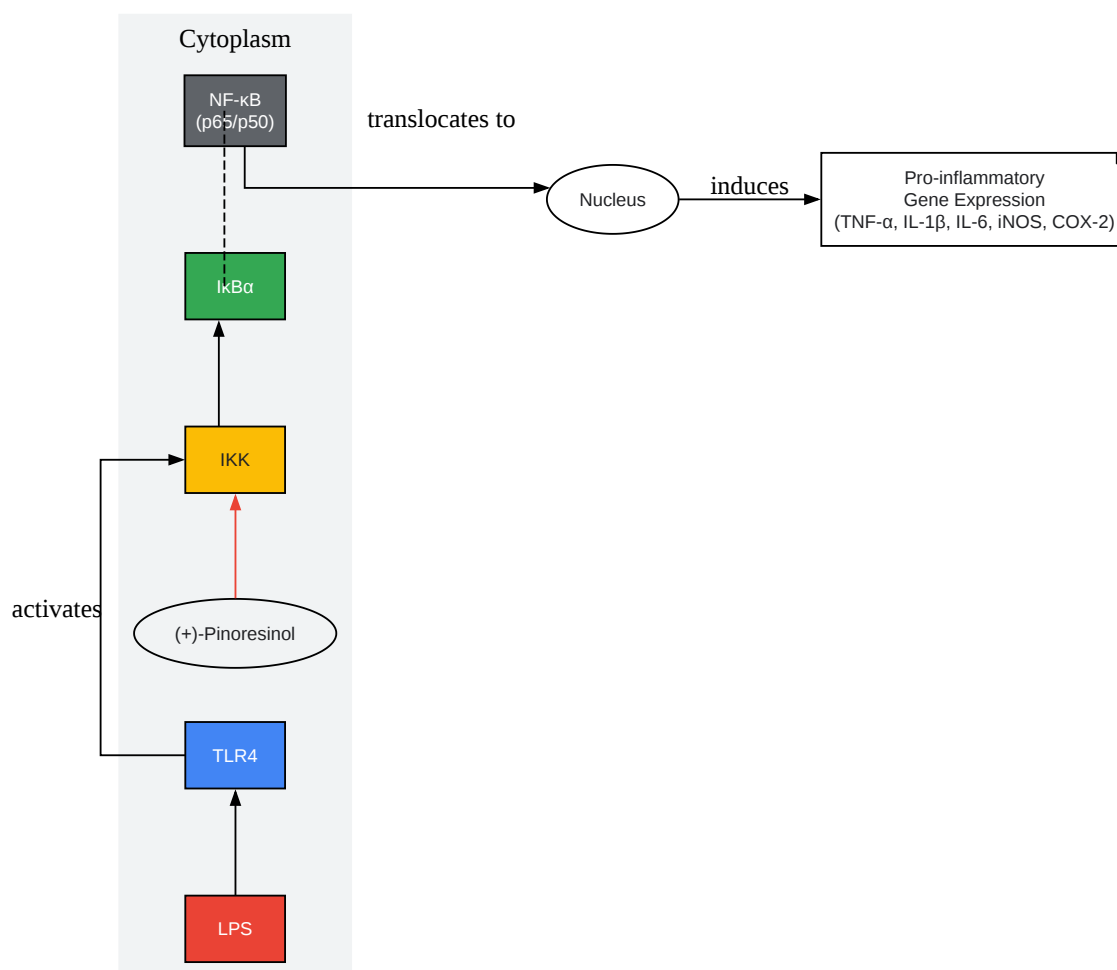 Cytoplasm
NF-κB
(p65/p50)
translocates to
Nucleus
induces
Pro-inflammatory
Gene Expression
(TNF-α, IL-1β, IL-6, iNOS, COX-2)
IκBα
IKK
activates
(+)-Pinoresinol
TLR4
LPS